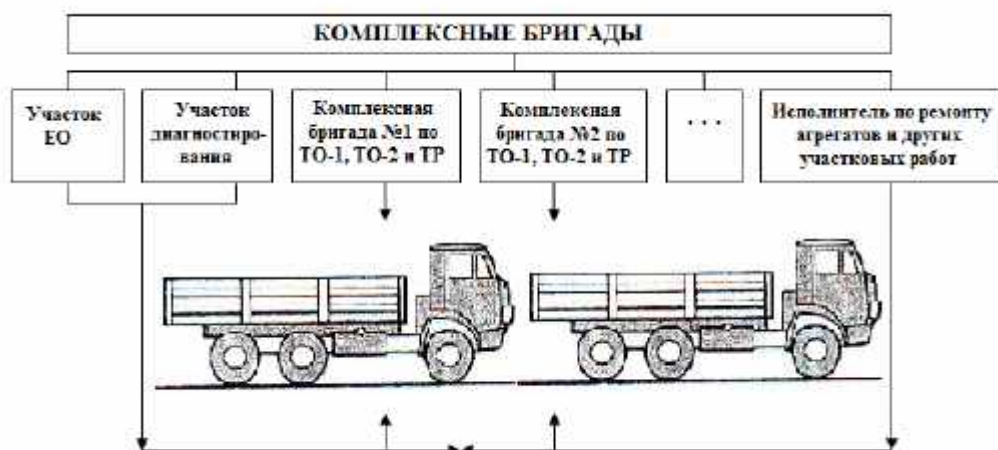 КОМПЛЕКСНЫЕ БРИГАДЫ
Участок
ЕО
Участок
диагностиро-
вания
Комплексная
бригада №1 по
ТО-1, ТО-2 и ТР
Комплексная
бригада №2 по
ТО-1, ТО-2 и ТР
. . .
Исполнитель по ремонту
агрегатов и других
участковых работ